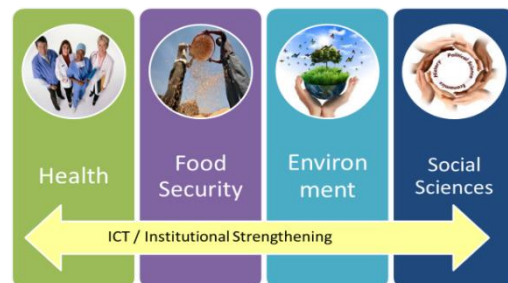 Health
Food
Security
Environ
ment
Social
Sciences
ICT / Institutional Strengthening